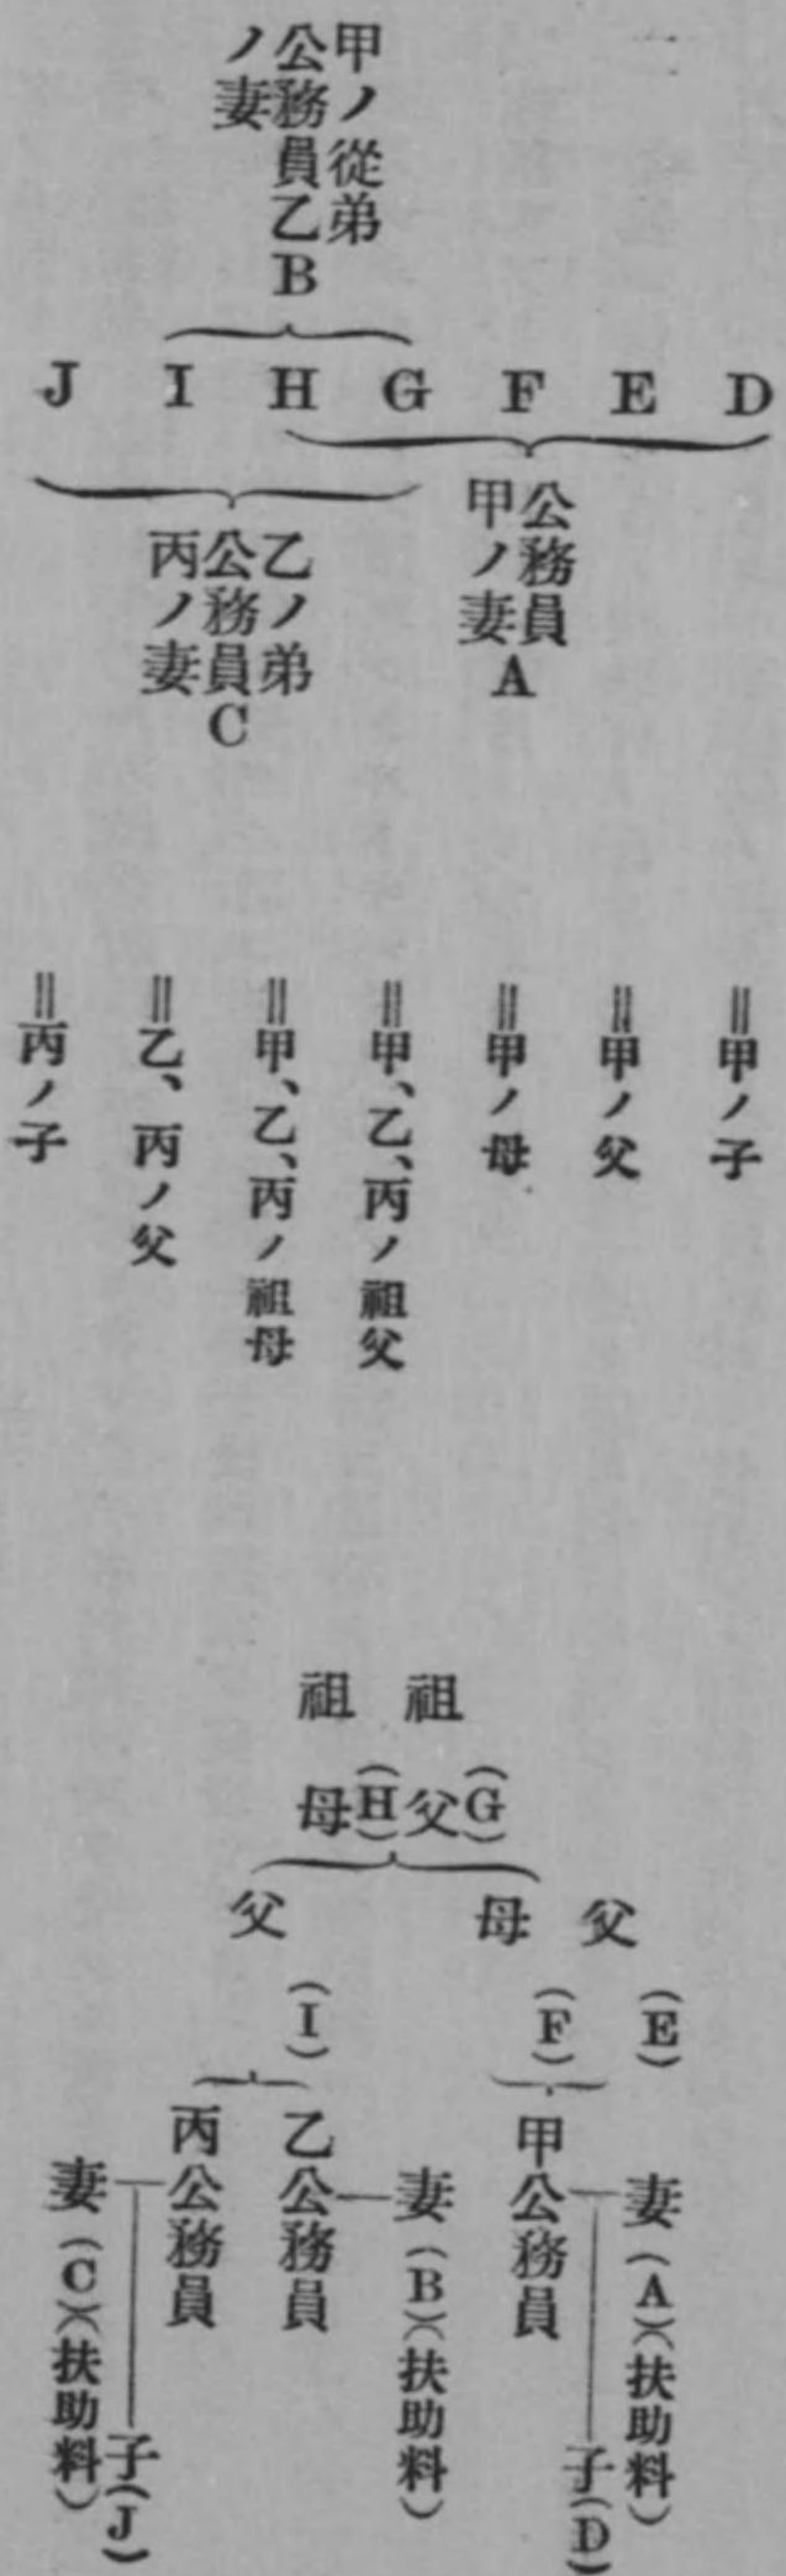 甲ノ從弟
公務員乙B
ノ妻
D
E
F
G
H
I
J
公務員
甲ノ妻
A
乙ノ弟
公務員
丙ノ妻
C
＝甲ノ子
＝甲ノ父
＝甲ノ母
＝甲、乙、丙ノ祖父
＝甲、乙、丙ノ祖母
＝乙、丙ノ父
＝丙ノ子
祖父(G)
祖母(H)
父(E)
母(F)
父(I)
妻(A)(扶助料)
子(D)
甲公務員
妻(B)(扶助料)
乙公務員
丙公務員
子(J)
妻(C)(扶助料)